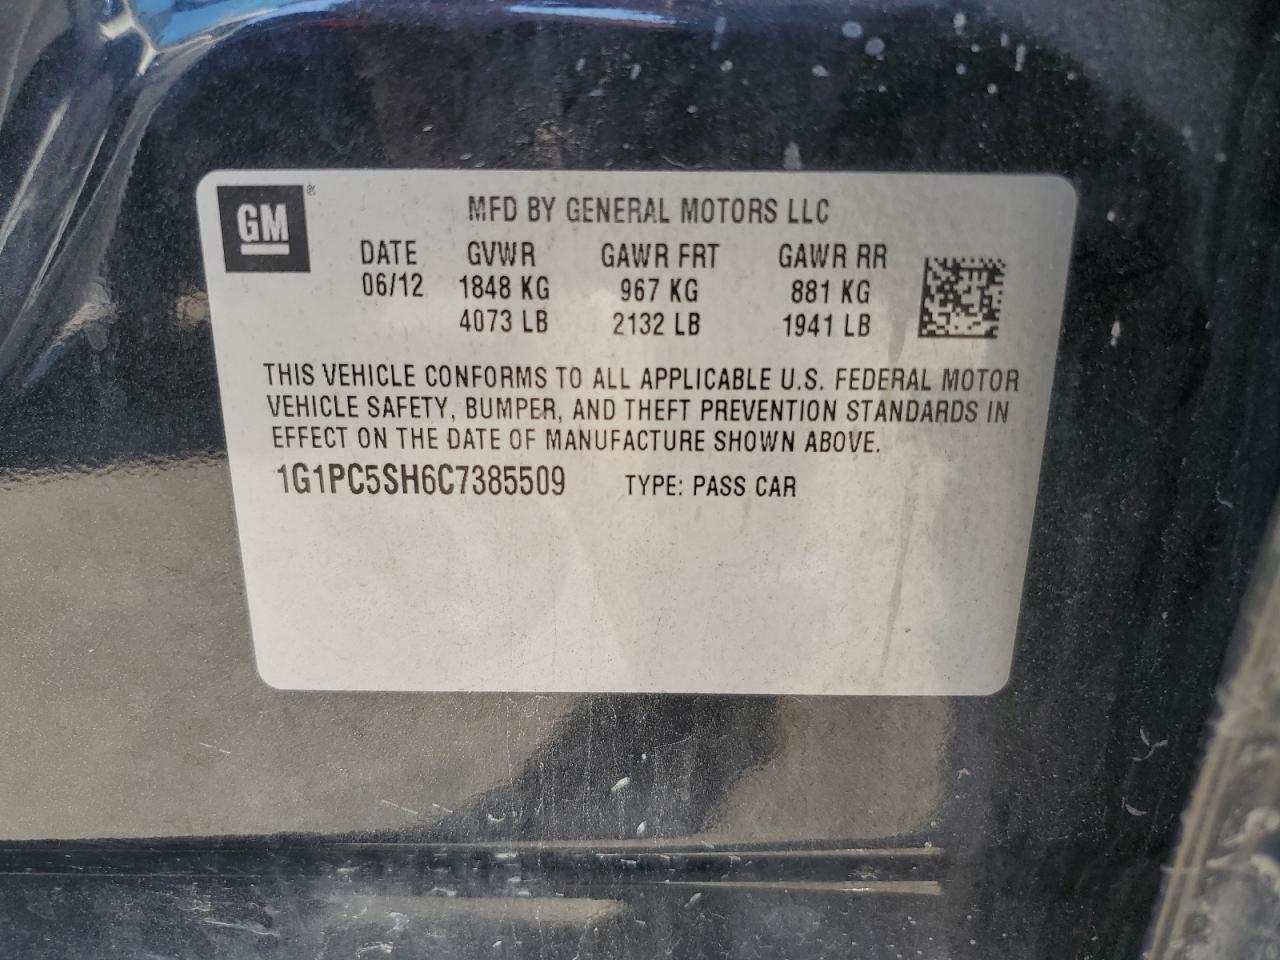 GM ®
MFD BY GENERAL MOTORS LLC
DATE GVWR GAWR FRT GAWR RR
06/12 1848 KG 967 KG 881 KG
4073 LB 2132 LB 1941 LB
THIS VEHICLE CONFORMS TO ALL APPLICABLE U.S. FEDERAL MOTOR
VEHICLE SAFETY, BUMPER, AND THEFT PREVENTION STANDARDS IN
EFFECT ON THE DATE OF MANUFACTURE SHOWN ABOVE.
1G1PC5SH6C7385509 TYPE: PASS CAR